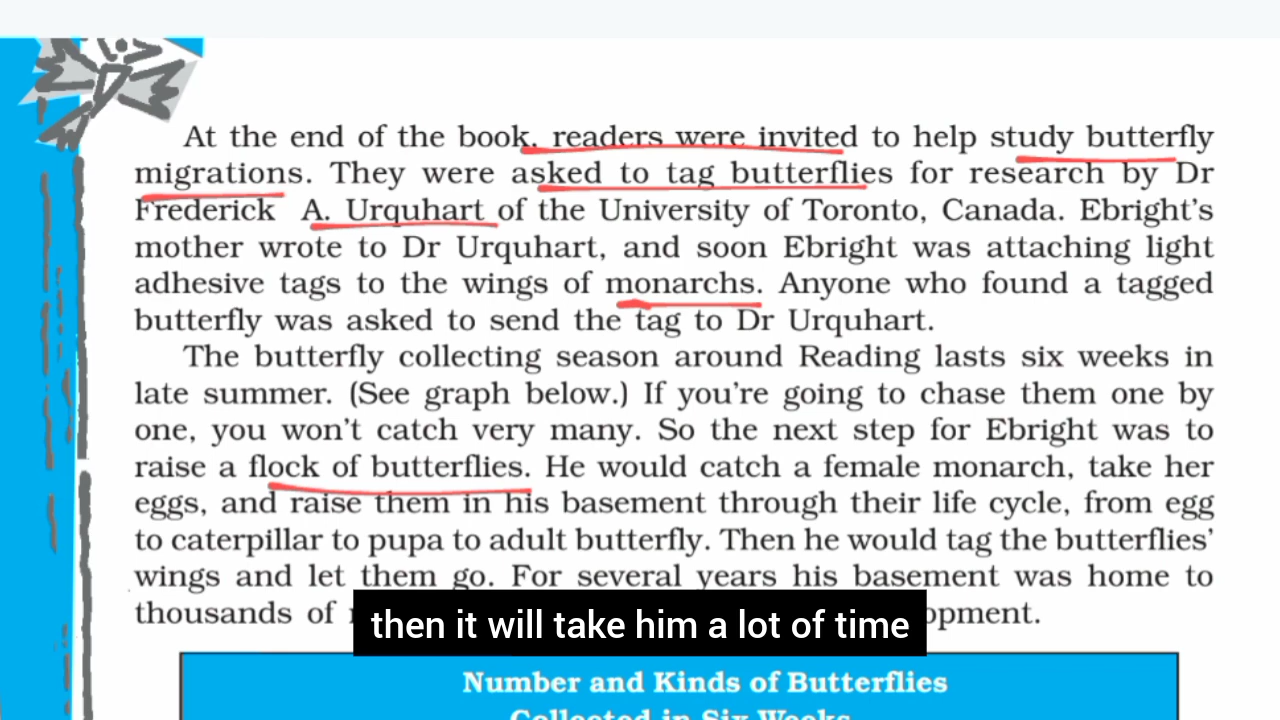 At the end of the book, readers were invited to help study butterfly
migrations. They were asked to tag butterflies for research by Dr
Frederick A. Urquhart of the University of Toronto, Canada. Ebright's
mother wrote to Dr Urquhart, and soon Ebright was attaching light
adhesive tags to the wings of monarchs. Anyone who found a tagged
butterfly was asked to send the tag to Dr Urquhart.
The butterfly collecting season around Reading lasts six weeks in
late summer. (See graph below.) If you're going to chase them one by
one, you won't catch very many. So the next step for Ebright was to
raise a flock of butterflies. He would catch a female monarch, take her
eggs, and raise them in his basement through their life cycle, from egg
to caterpillar to pupa to adult butterfly. Then he would tag the butterflies'
wings and let them go. For several years his basement was home to
thousands of
then it will take him a lot of time
Number and Kinds of Butterflies
Collected in Six Weeks